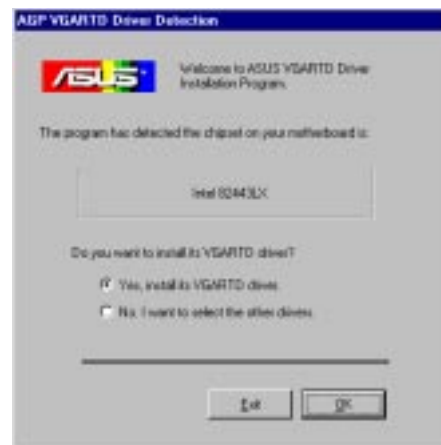 AGP VGARTD Driver Detection
ASUS
Welcome to ASUS VGARTD Driver
Installation Program.
The program has detected the chipset on your motherboard is:
Intel 82443LX
Do you want to install its VGARTD driver?
Yes, install its VGARTD driver.
No. I want to select the other drivers.
Exit
OK